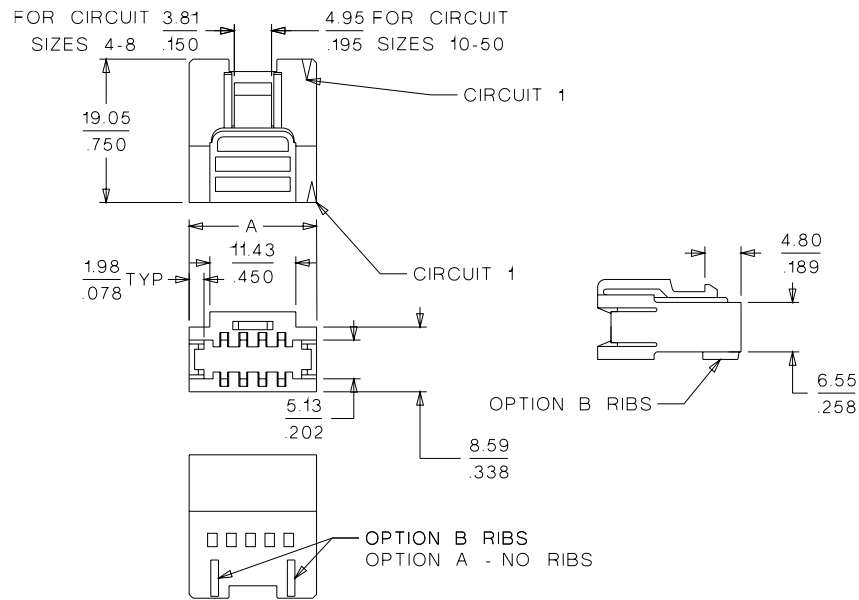 FOR CIRCUIT 3.81 4.95 FOR CIRCUIT
SIZES 4-8 .150 .195 SIZES 10-50
CIRCUIT 1
19.05
.750
A
11.43
.450
1.98
.078 TYP
CIRCUIT 1
4.80
.189
5.13
.202
8.59
.338
OPTION B RIBS
6.55
.258
OPTION B RIBS
OPTION A - NO RIBS